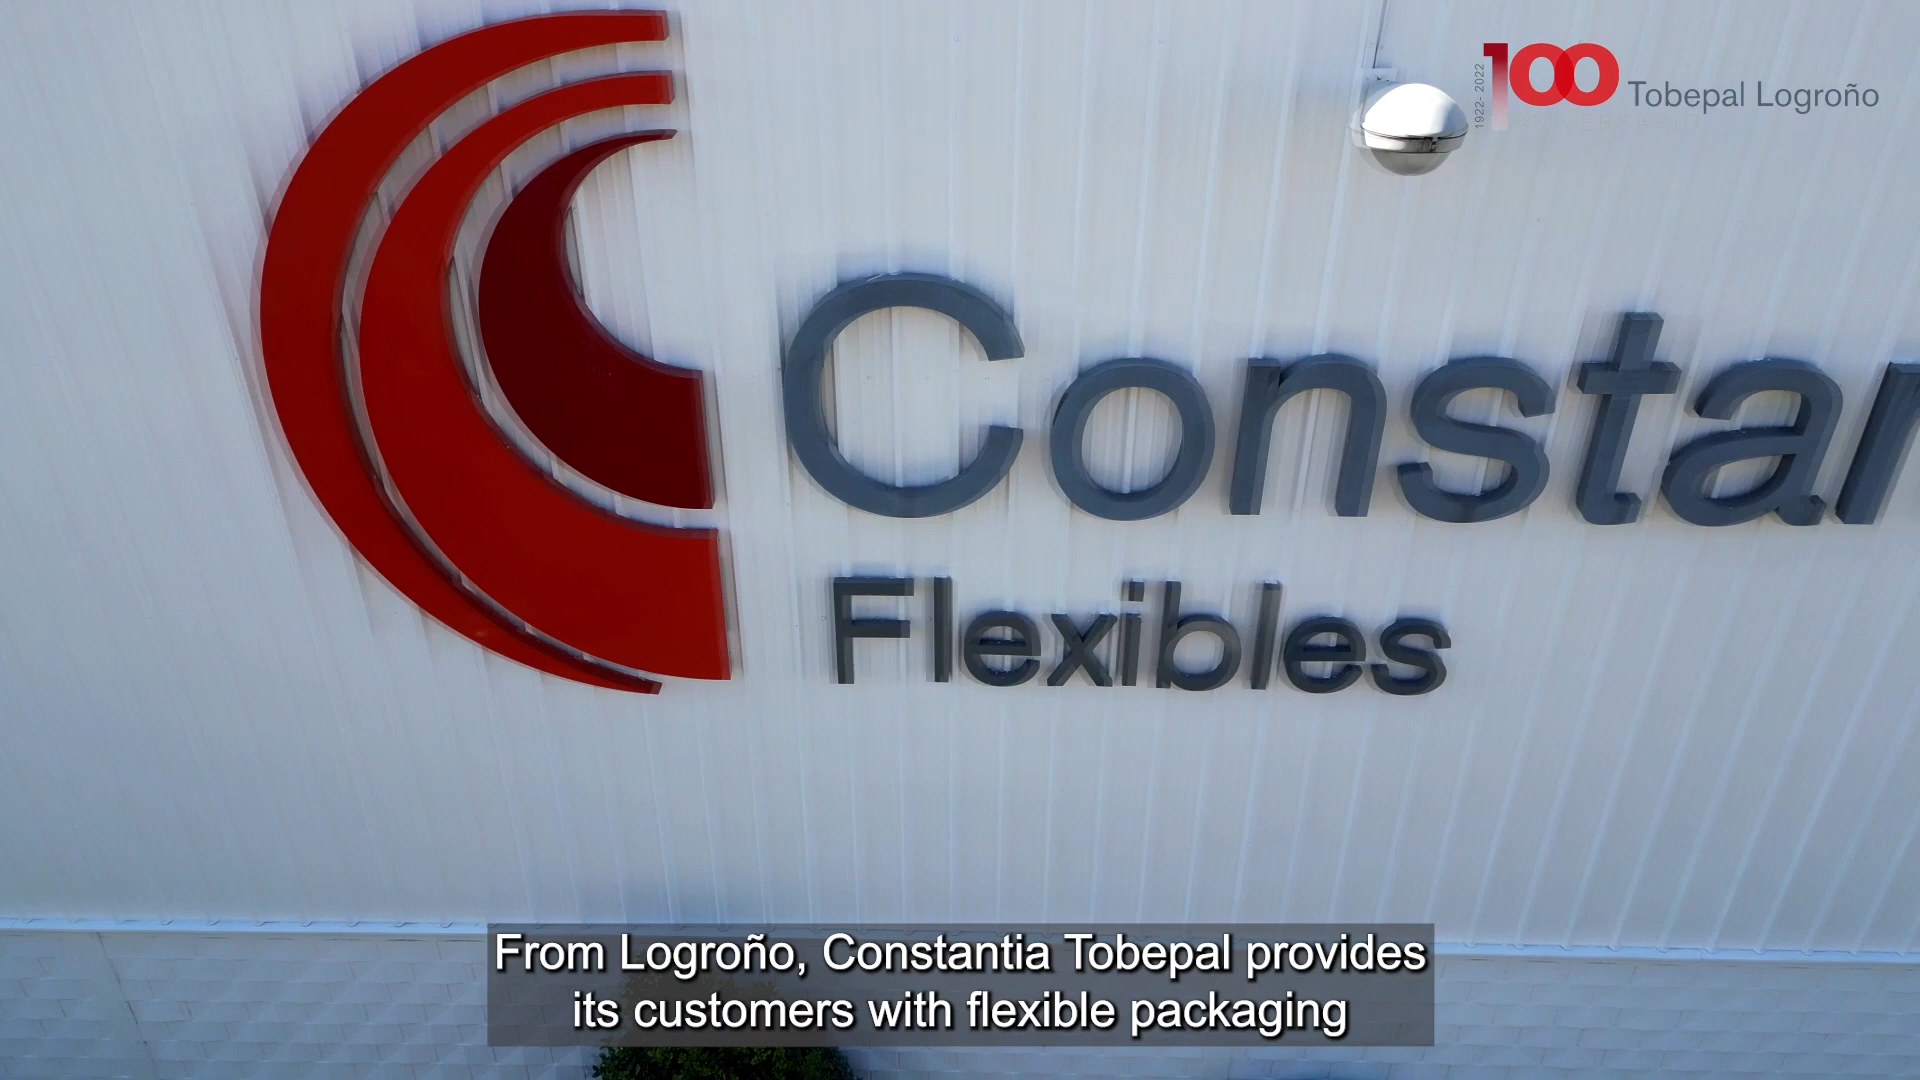 1922- 2022
100 Tobepal Logroño
Constan
Flexibles
From Logroño, Constantia Tobepal provides
its customers with flexible packaging